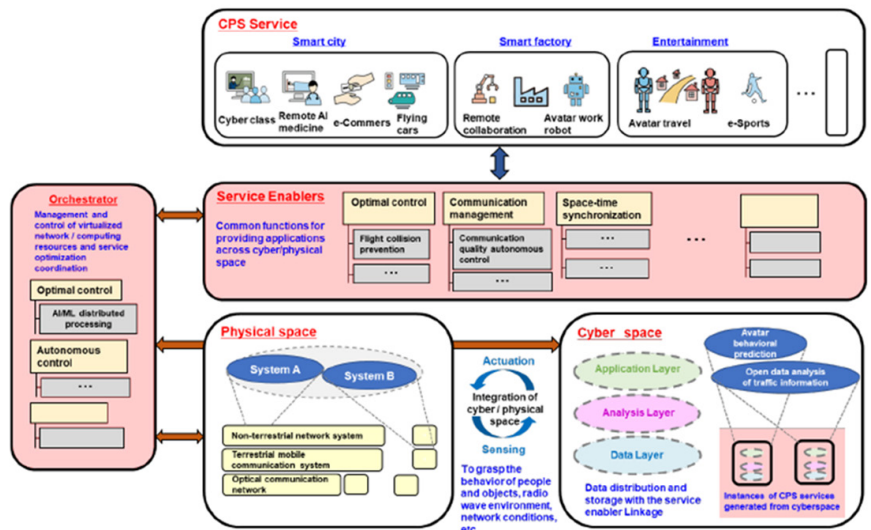 CPS Service
Smart city
Smart factory
Entertainment
Cyber class
Remote AI
medicine
e-Commers
Flying
cars
Remote
collaboration
Avatar work
robot
Avatar travel
e-Sports
...
Orchestrator
Management and
control of virtualized
network / computing
resources and service
optimization
coordination
Optimal control
AI/ML distributed
processing
Autonomous
control
...
Service Enablers
Common functions for
providing applications
across cyber/physical
space
Optimal control
Flight collision
prevention
...
Communication
management
Communication
quality autonomous
control
...
Space-time
synchronization
...
...
...
Physical space
System A
System B
Non-terrestrial network system
Terrestrial mobile
communication system
Optical communication
network
Actuation
Integration of
cyber / physical
space
Sensing
To grasp the
behavior of people
and objects, radio
wave environment,
network conditions,
etc
Cyber space
Application Layer
Analysis Layer
Data Layer
Data distribution and
storage with the service
enabler Linkage
Avatar
behavioral
prediction
Open data analysis
of traffic information
Instances of CPS services
generated from cyberspace